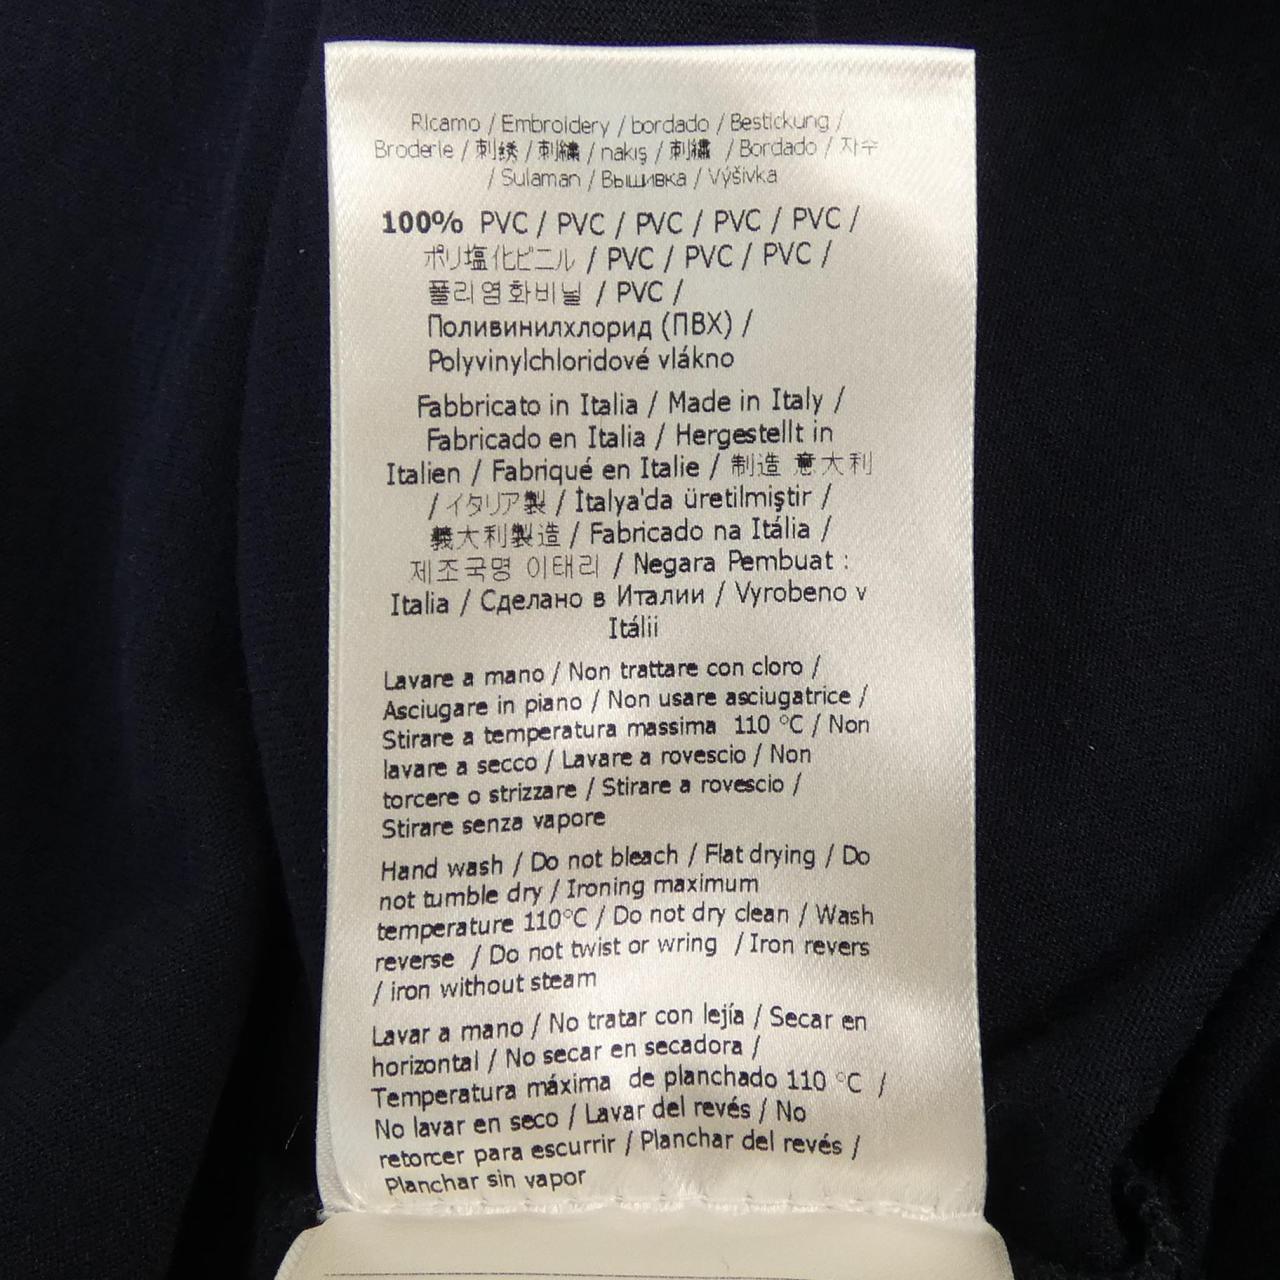 Ricamo / Embroidery / bordado / Bestickung /
Broderie / 刺绣 / 刺繍 / nakış / 刺繡 / Bordado / 자수
/ Sulaman / Вышивка / Výšivka
100% PVC / PVC / PVC / PVC / PVC /
ポリ塩化ビニル / PVC / PVC / PVC /
폴리염화비닐 / PVC /
Поливинилхлорид (ПВХ) /
Polyvinylchloridové vlákno
Fabbricato in Italia / Made in Italy /
Fabricado en Italia / Hergestellt in
Italien / Fabriqué en Italie / 制造 意大利
/ イタリア製 / İtalya'da üretilmiştir /
義大利製造 / Fabricado na Itália /
제조국명 이태리 / Negara Pembuat :
Italia / Сделано в Италии / Vyrobeno v
Itálii
Lavare a mano / Non trattare con cloro /
Asciugare in piano / Non usare asciugatrice /
Stirare a temperatura massima 110 °C / Non
lavare a secco / Lavare a rovescio / Non
torcere o strizzare / Stirare a rovescio /
Stirare senza vapore
Hand wash / Do not bleach / Flat drying / Do
not tumble dry / Ironing maximum
temperature 110°C / Do not dry clean / Wash
reverse / Do not twist or wring / Iron revers
/ iron without steam
Lavar a mano / No tratar con lejía / Secar en
horizontal / No secar en secadora /
Temperatura máxima de planchado 110 °C /
No lavar en seco / Lavar del revés / No
retorcer para escurrir / Planchar del revés /
Planchar sin vapor